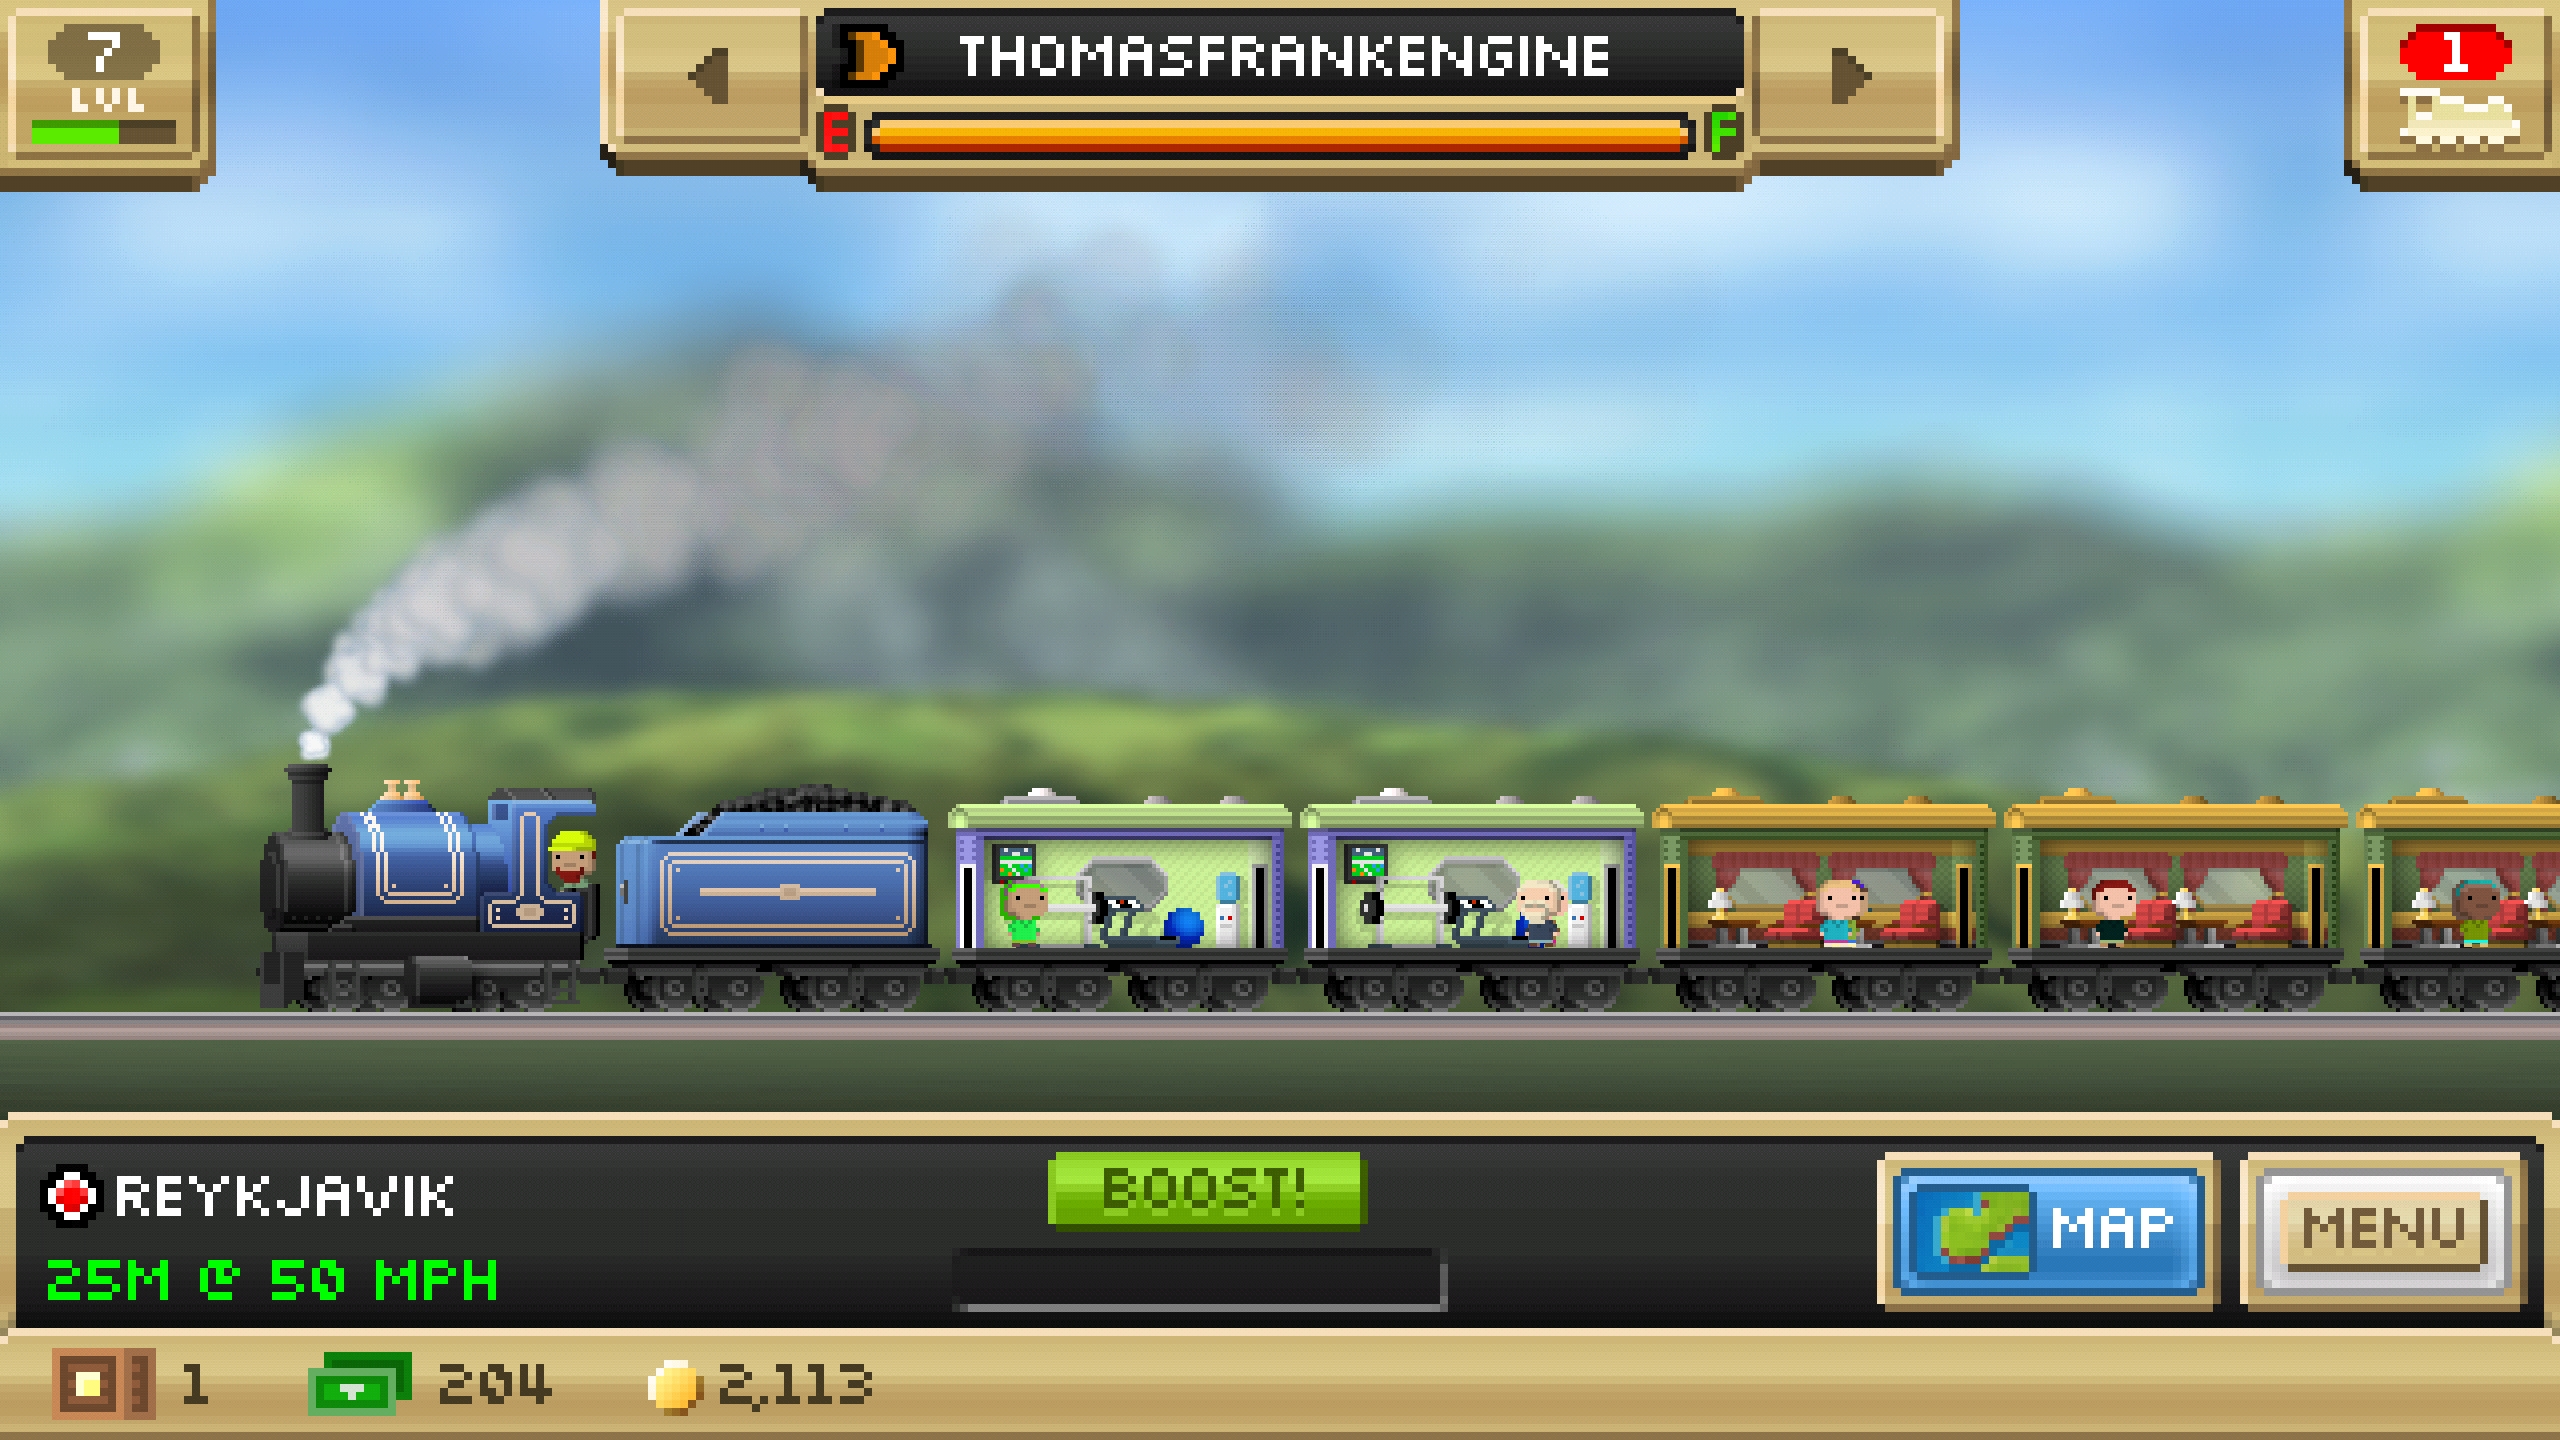 7
LVL
THOMASFRANKENGINE
E F
1
REYKJAVIK
25M @ 50 MPH
BOOST!
MAP
MENU
1 204 2,113